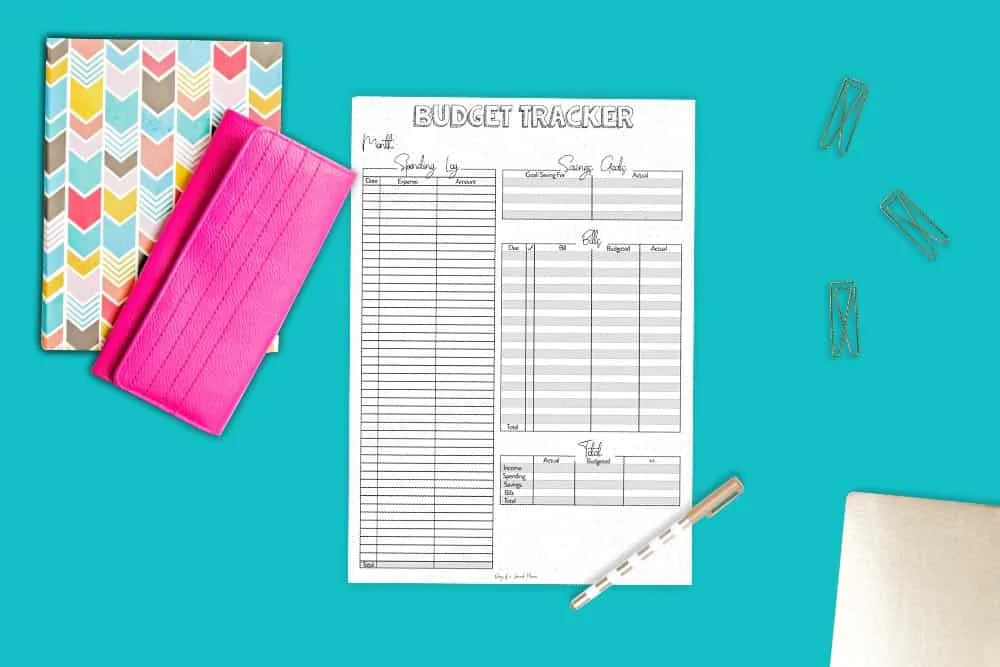 BUDGET TRACKER
Month:
Spending Log
Date Expense Amount
Total
Savings Goals
Goal/Saving For Actual
Bills
Due ✓ Bill Budgeted Actual
Total
Total
Actual Budgeted +/-
Income
Spending
Savings
Bills
Total